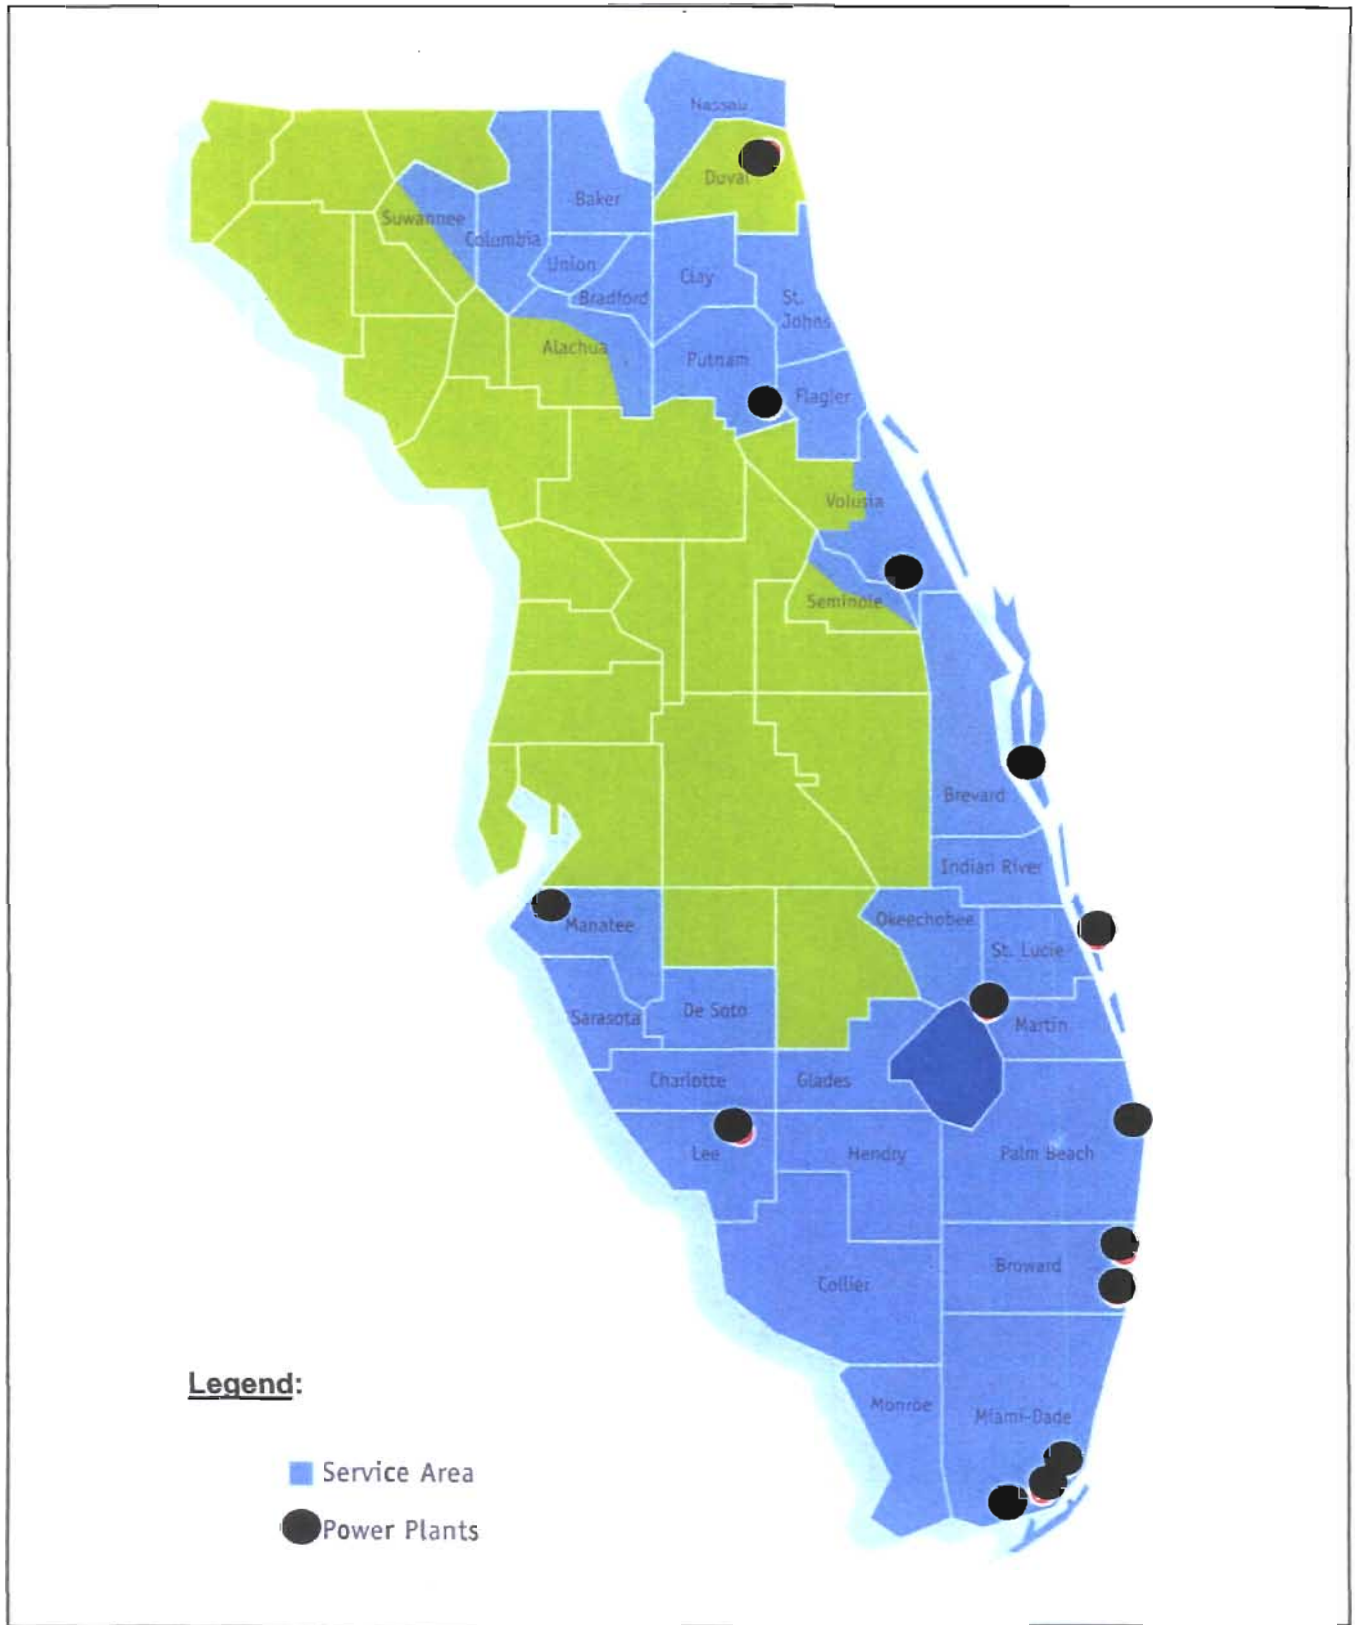 Nassau
Duval
Baker
Suwannee
Columbia
Union
Clay
Bradford
St.
Johns
Alachua
Putnam
Flagler
Volusia
Seminole
Brevard
Indian River
Okeechobee
Manatee
St. Lucie
De Soto
Sarasota
Martin
Charlotte
Glades
Lee
Hendry
Palm Beach
Broward
Collier
Legend:
Monroe
Miami-Dade
Service Area
Power Plants